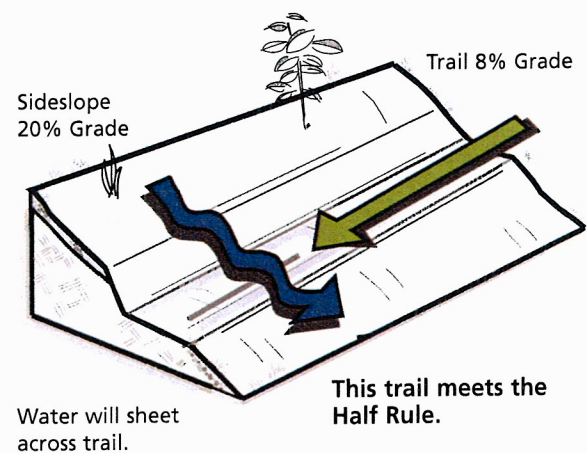 Trail 8% Grade
Sideslope
20% Grade
This trail meets the
Half Rule.
Water will sheet
across trail.